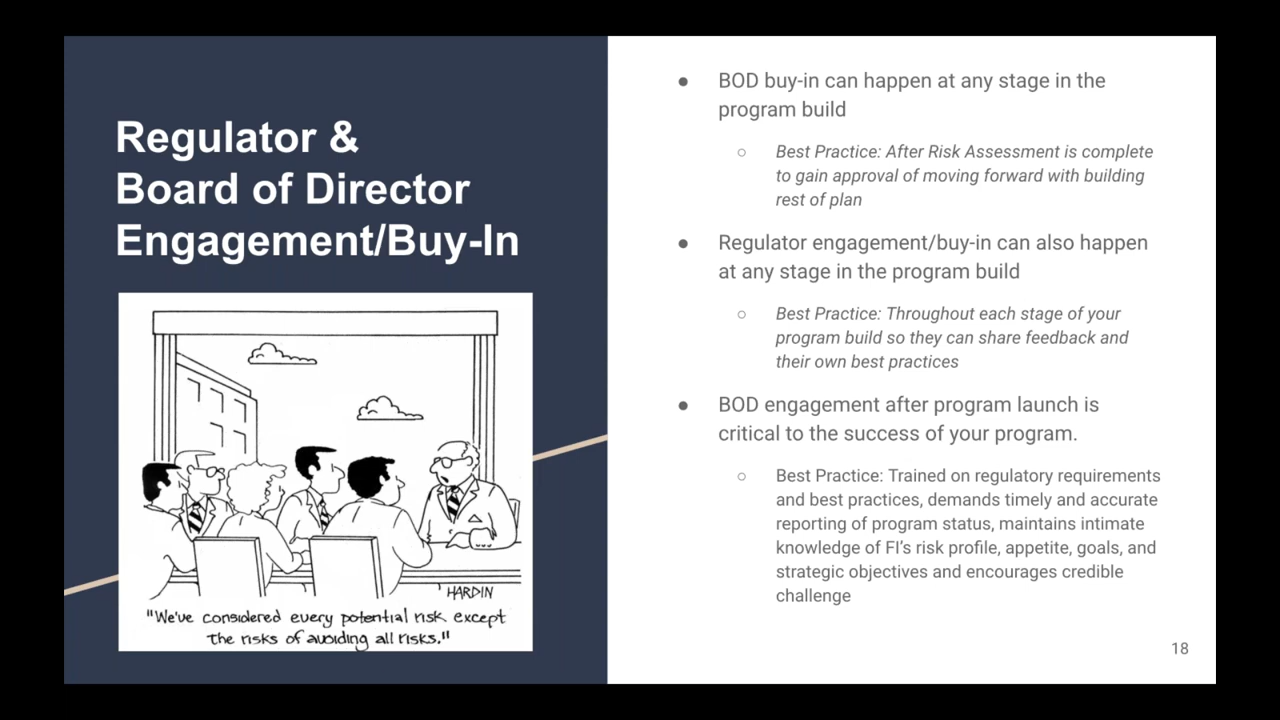 Regulator &
Board of Director
Engagement/Buy-In
HARDIN
"We've considered every potential risk except
the risks of avoiding all risks."
● BOD buy-in can happen at any stage in the
program build
○ Best Practice: After Risk Assessment is complete
to gain approval of moving forward with building
rest of plan
● Regulator engagement/buy-in can also happen
at any stage in the program build
○ Best Practice: Throughout each stage of your
program build so they can share feedback and
their own best practices
● BOD engagement after program launch is
critical to the success of your program.
○ Best Practice: Trained on regulatory requirements
and best practices, demands timely and accurate
reporting of program status, maintains intimate
knowledge of FI's risk profile, appetite, goals, and
strategic objectives and encourages credible
challenge
18